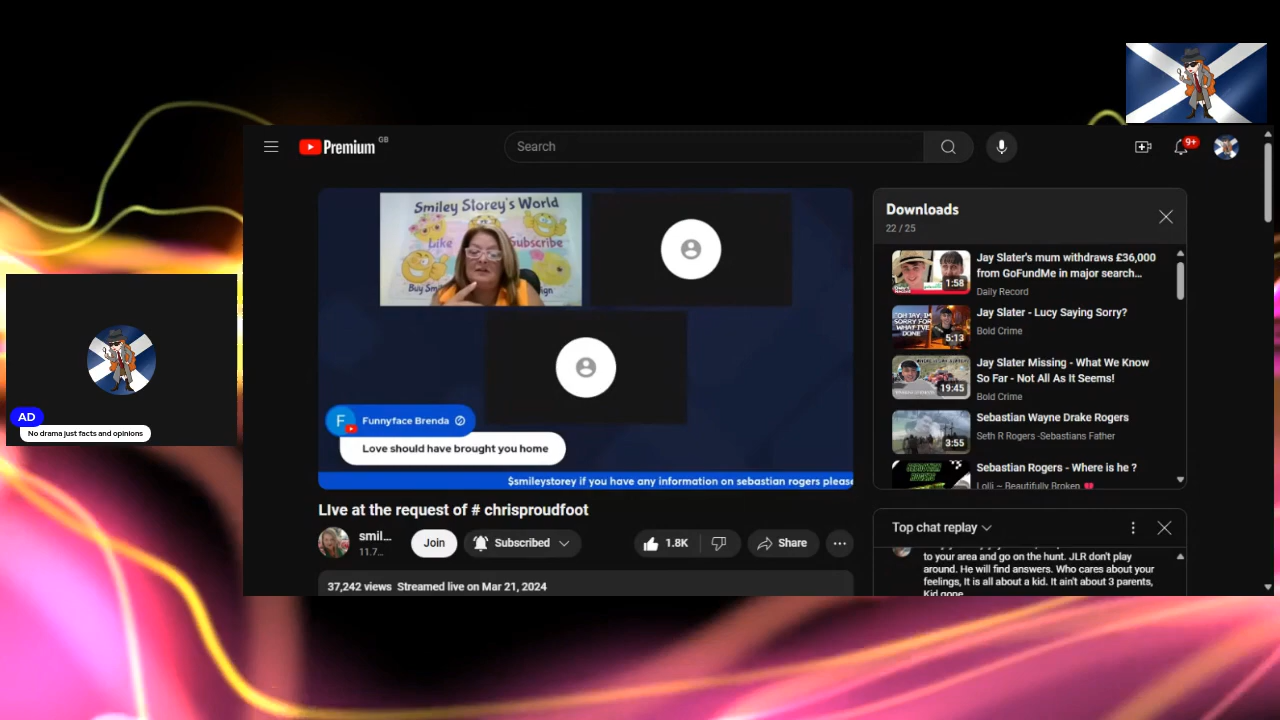 Premium GB
Search
9+
Smiley Storey's World
Like
Subscribe
Buy
Funnyface Brenda
Love should have brought you home
$smileystorey if you have any information on sebastian rogers please
LIve at the request of # chrisproudfoot
smil...
11.7...
Join
Subscribed
1.8K
Share
37,242 views Streamed live on Mar 21, 2024
Downloads
22 / 25
Jay Slater's mum withdraws £36,000
from GoFundMe in major search...
Daily Record
1:58
Jay Slater - Lucy Saying Sorry?
Bold Crime
5:13
Jay Slater Missing - What We Know
So Far - Not All As It Seems!
Bold Crime
19:45
Sebastian Wayne Drake Rogers
Seth R Rogers -Sebastians Father
3:55
Sebastian Rogers - Where is he ?
Lolli ~ Beautifully Broken
Top chat replay
to your area and go on the hunt. JLR don't play
around. He will find answers. Who cares about your
feelings, It is all about a kid. It ain't about 3 parents,
Kid gone
AD
No drama just facts and opinions